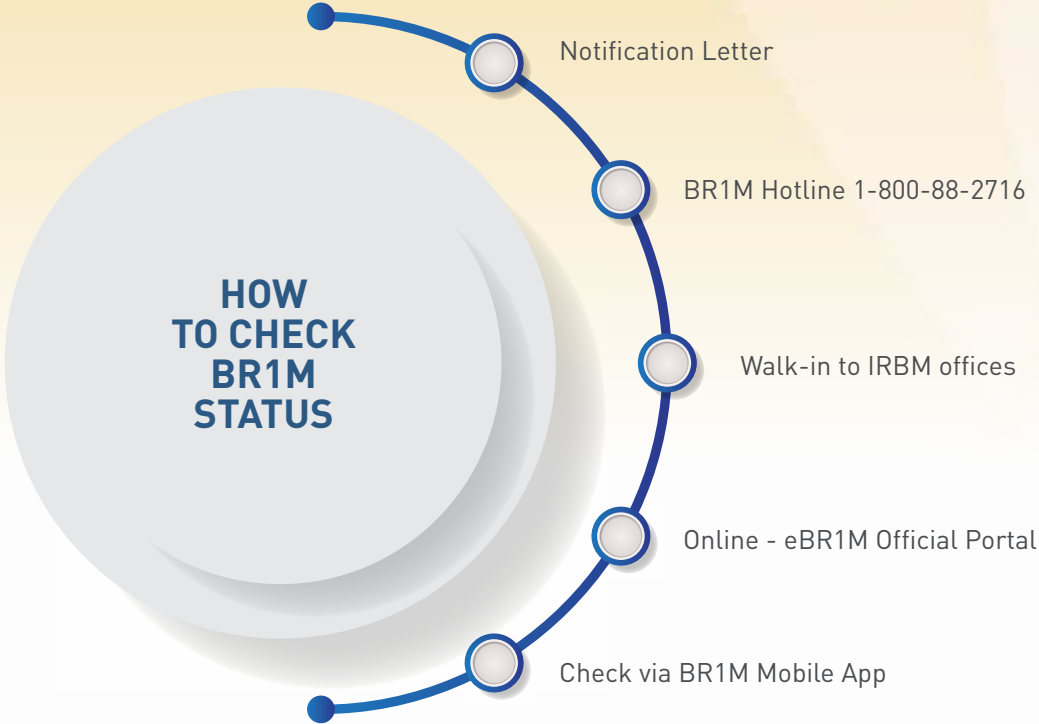 HOW
TO CHECK
BR1M
STATUS
Notification Letter
BR1M Hotline 1-800-88-2716
Walk-in to IRBM offices
Online - eBR1M Official Portal
Check via BR1M Mobile App